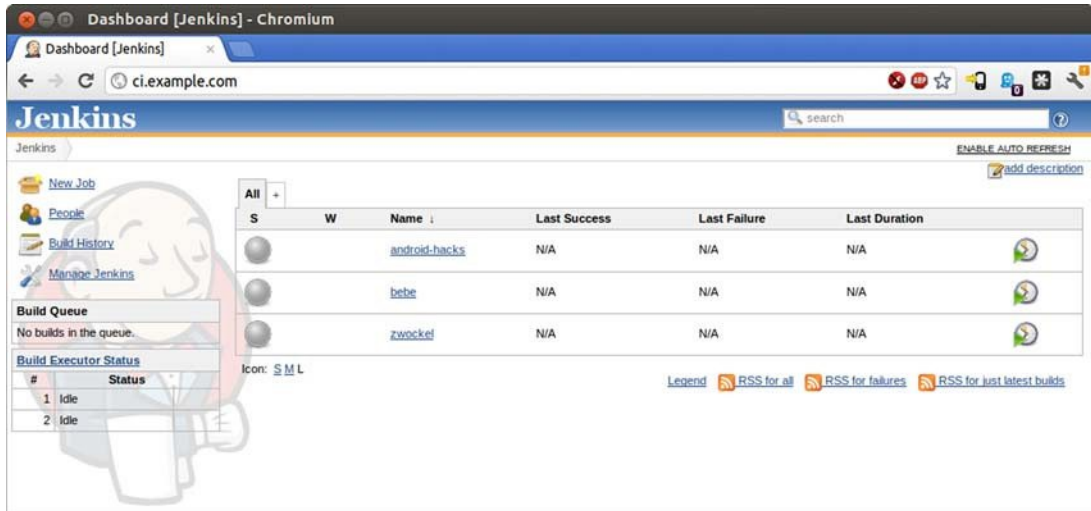 Dashboard [Jenkins] - Chromium
Dashboard [Jenkins]
ci.example.com
ABP
0
Jenkins
search
?
Jenkins
ENABLE AUTO REFRESH
add description
New Job
People
Build History
Manage Jenkins
All +
S W Name ↓ Last Success Last Failure Last Duration
android-hacks N/A N/A N/A
bebe N/A N/A N/A
zwockel N/A N/A N/A
Icon: S M L
Legend RSS for all RSS for failures RSS for just latest builds
Build Queue
No builds in the queue.
Build Executor Status
# Status
1 Idle
2 Idle